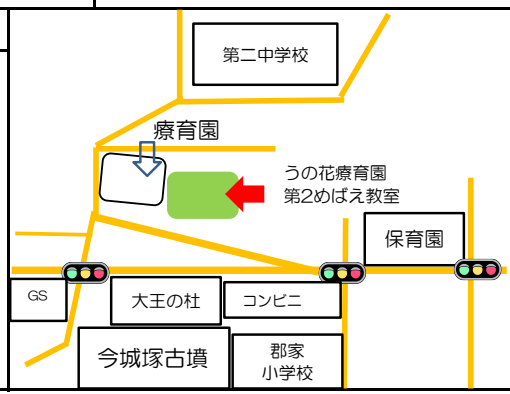 第二中学校
療育園
うの花療育園
第2めばえ教室
保育園
GS
大王の杜
コンビニ
今城塚古墳
郡家
小学校